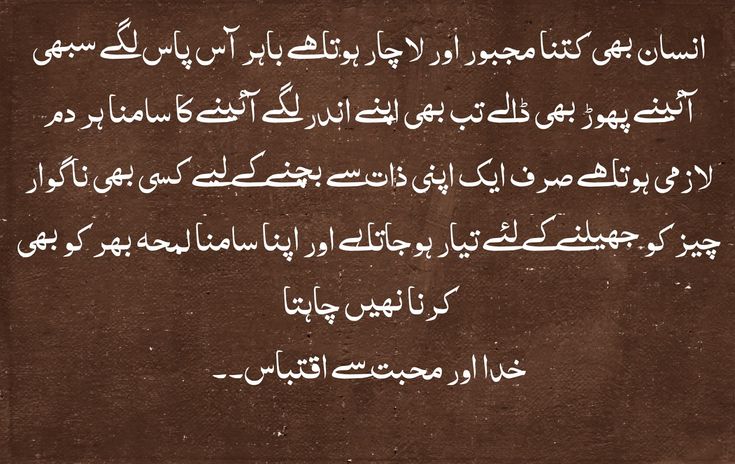 انسان بھی کتنا مجبور اور لاچار ہوتاھے باہر آس پاس لگے سبھی
آئینے پھوڑ بھی ڈالے تب بھی اپنے اندر لگے آئینے کا سامنا ہر دم
لازمی ہوتاھے صرف ایک اپنی ذات سے بچنے کے لیے کسی بھی ناگوار
چیز کو جھیلنے کے لئے تیار ہو جاتاہے اور اپنا سامنا لمحہ بھر کو بھی
کرنا نھیں چاہتا
خدا اور محبت سے اقتباس۔۔